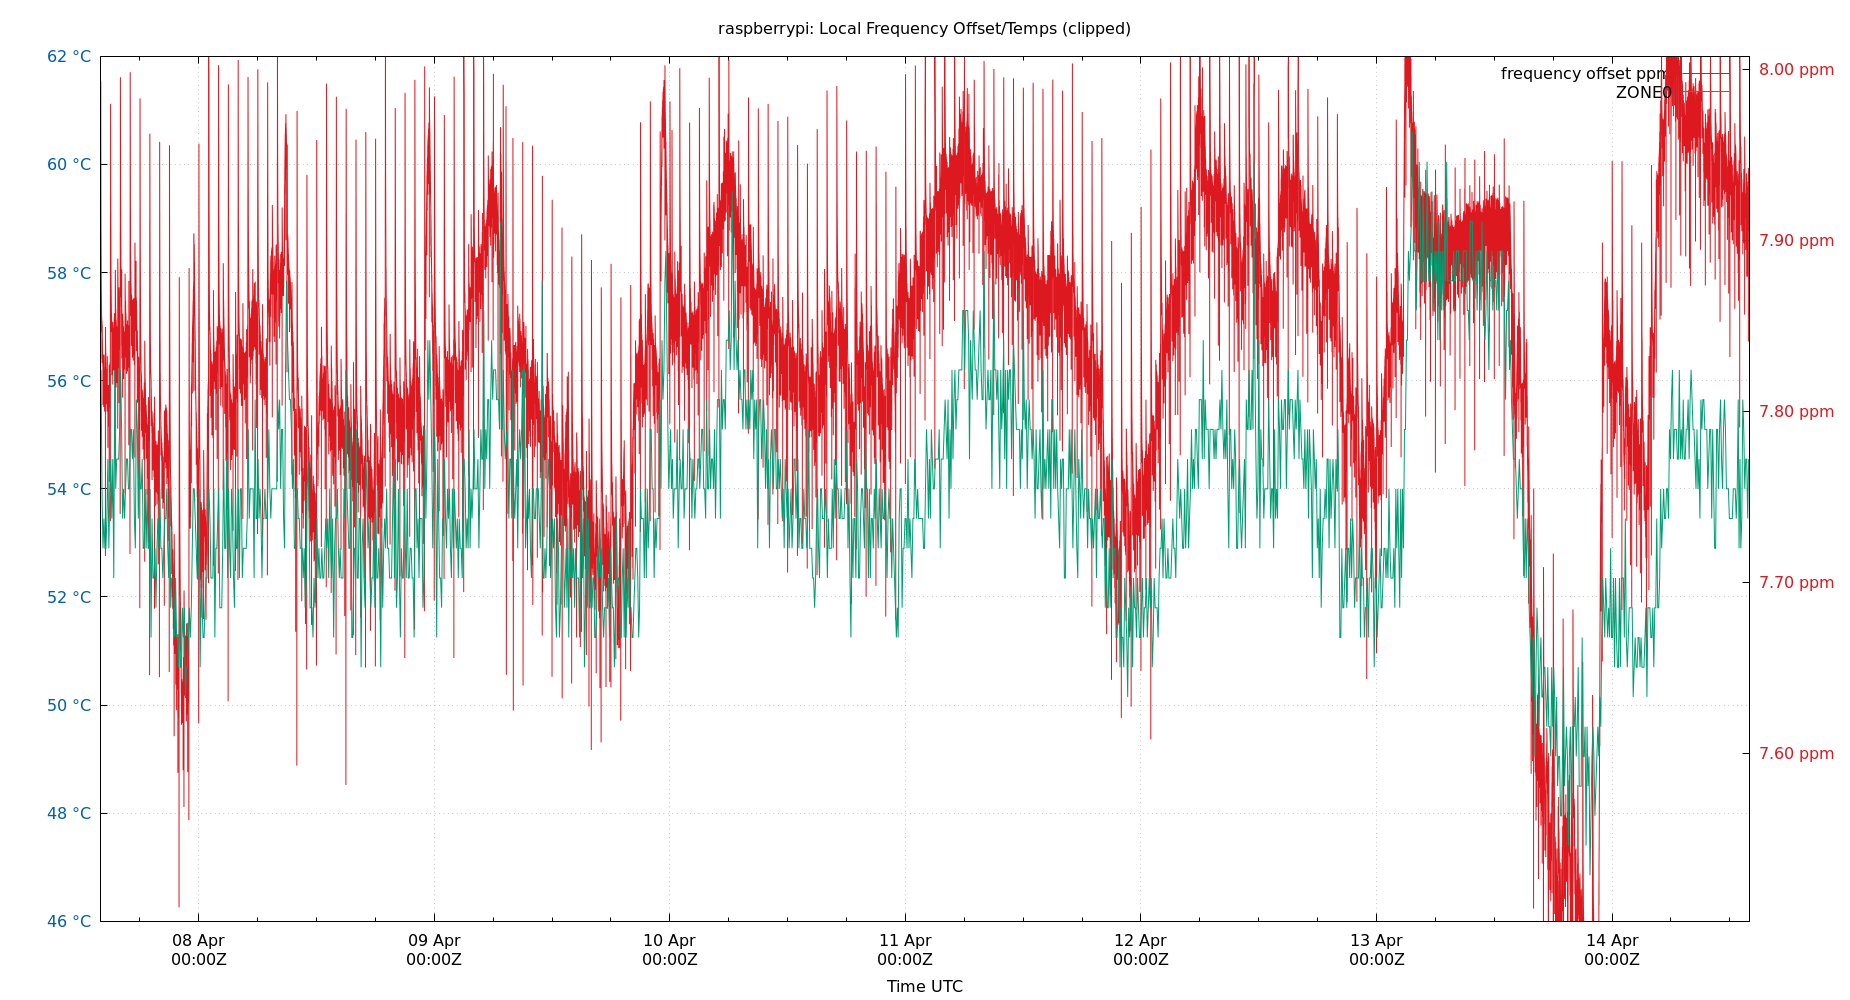 raspberrypi: Local Frequency Offset/Temps (clipped)
62 °C
60 °C
58 °C
56 °C
54 °C
52 °C
50 °C
48 °C
46 °C
frequency offset ppm
ZONE0
8.00 ppm
7.90 ppm
7.80 ppm
7.70 ppm
7.60 ppm
08 Apr
00:00Z
09 Apr
00:00Z
10 Apr
00:00Z
11 Apr
00:00Z
12 Apr
00:00Z
13 Apr
00:00Z
14 Apr
00:00Z
Time UTC